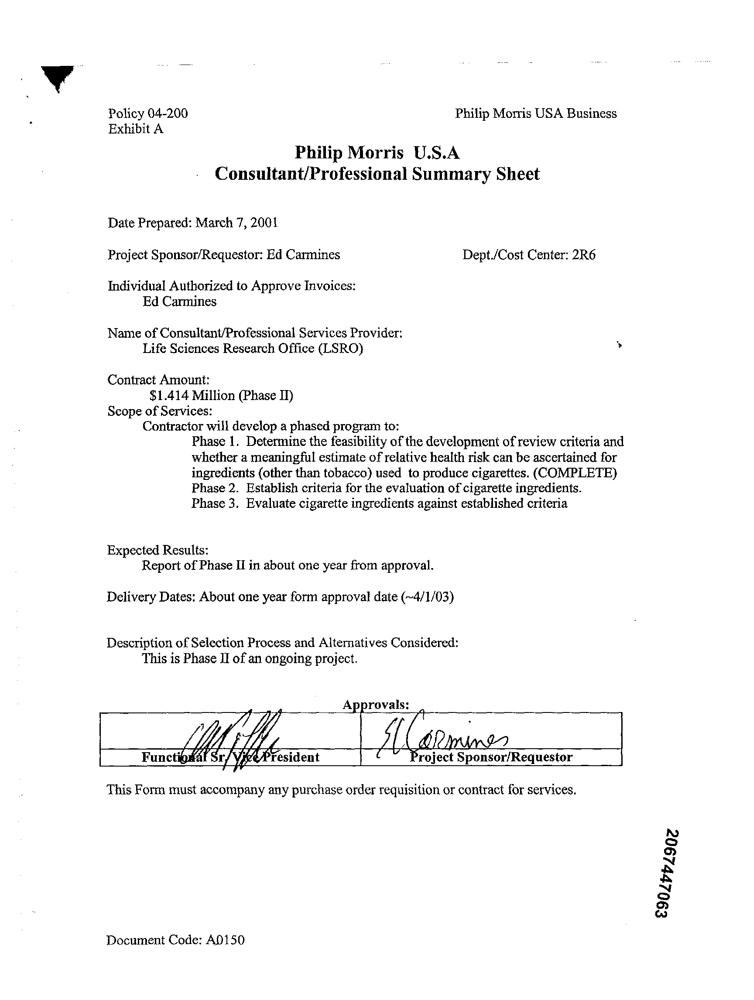 Policy 04-200 Philip Morris USA Business
Exhibit A
Philip Morris U.S.A
Consultant/Professional Summary Sheet
Date Prepared: March 7, 2001
Project Sponsor/Requestor: Ed Carmines Dept./Cost Center: 2R6
Individual Authorized to Approve Invoices:
Ed Carmines
Name of Consultant/Professional Services Provider:
Life Sciences Research Office (LSRO)
Contract Amount:
$1.414 Million (Phase II)
Scope of Services:
Contractor will develop a phased program to:
Phase 1. Determine the feasibility of the development of review criteria and
whether a meaningful estimate of relative health risk can be ascertained for
ingredients (other than tobacco) used to produce cigarettes. (COMPLETE)
Phase 2. Establish criteria for the evaluation of cigarette ingredients.
Phase 3. Evaluate cigarette ingredients against established criteria
Expected Results:
Report of Phase II in about one year from approval.
Delivery Dates: About one year form approval date (~4/1/03)
Description of Selection Process and Alternatives Considered:
This is Phase II of an ongoing project.
Approvals:
Carmines
Functional Sr. Vice President Project Sponsor/Requestor
This Form must accompany any purchase order requisition or contract for services.
2067447063
Document Code: A0150